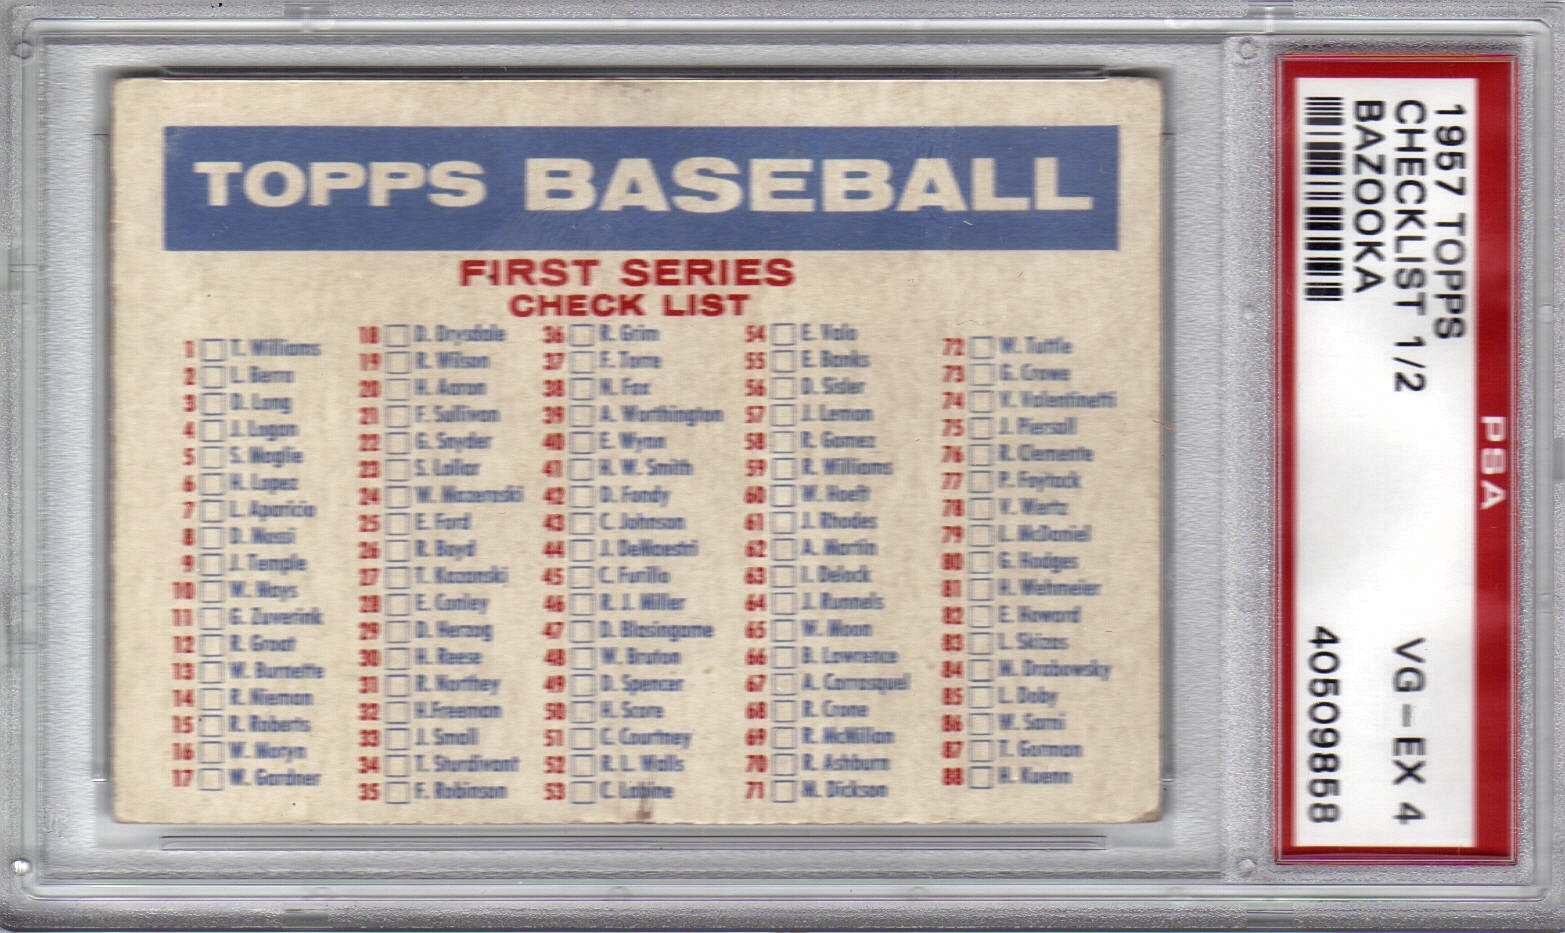 TOPPS BASEBALL
FIRST SERIES
CHECK LIST
1 T. Williams
2 L. Berra
3 D. Long
4 J. Logan
5 S. Maglie
6 H. Lopez
7 L. Aparicio
8 D. Mossi
9 J. Temple
10 W. Mays
11 G. Zuverink
12 R. Groat
13 W. Burnette
14 R. Nieman
15 R. Roberts
16 W. Moryn
17 W. Gardner
18 D. Drysdale
19 R. Wilson
20 H. Aaron
21 F. Sullivan
22 G. Snyder
23 S. Lollar
24 W. Mazeroski
25 E. Ford
26 R. Boyd
27 T. Kazanski
28 E. Conley
29 D. Herzog
30 H. Reese
31 R. Northey
32 H.Freeman
33 J. Small
34 T. Sturdivant
35 F. Robinson
36 R. Grim
37 F. Torre
38 N. Fox
39 A. Worthington
40 E. Wynn
41 H. W. Smith
42 D. Fondy
43 C. Johnson
44 J. DeMaestri
45 C. Furillo
46 R. J. Miller
47 D. Blasingame
48 W. Bruton
49 D. Spencer
50 H. Score
51 C. Courtney
52 R. L. Walls
53 C. Labine
54 E. Valo
55 E. Banks
56 D. Sisler
57 J. Lemon
58 R. Gomez
59 R. Williams
60 W. Hoeft
61 J. Rhodes
62 A. Martin
63 I. Delock
64 J. Runnels
65 W. Moon
66 B. Lawrence
67 A. Carrasquel
68 R. Crone
69 R. McMillan
70 R. Ashburn
71 M. Dickson
72 W. Tuttle
73 G. Crowe
74 V. Valentinetti
75 J. Piersall
76 R. Clemente
77 P. Foytack
78 V. Wertz
79 L. McDaniel
80 G. Hodges
81 H. Wehmeier
82 E. Howard
83 L. Skizas
84 M. Drabowsky
85 L. Doby
86 W. Sarni
87 T. Gorman
88 H. Kuenn
1957 TOPPS
CHECKLIST 1/2 VG-EX 4
BAZOOKA
40509858
PSA